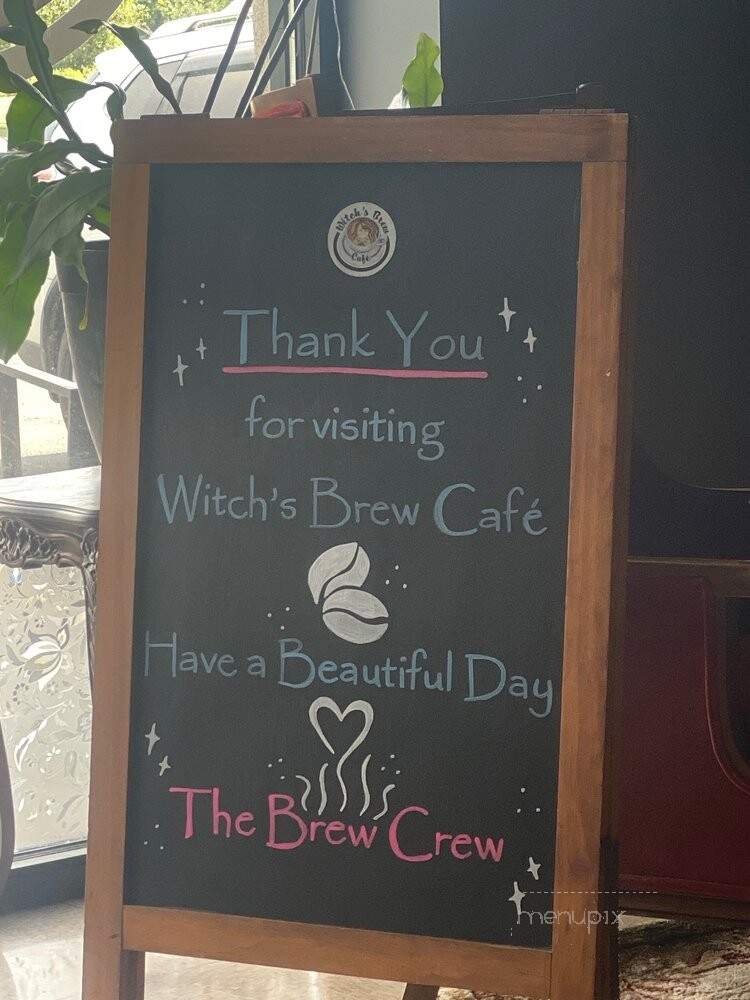 Witch's Brew
Café
Thank You
for visiting
Witch's Brew Café
Have a Beautiful Day
The Brew Crew
menupix